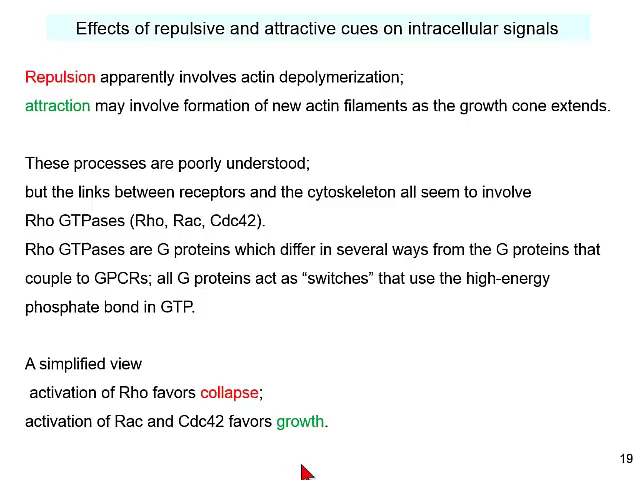 Effects of repulsive and attractive cues on intracellular signals
Repulsion apparently involves actin depolymerization;
attraction may involve formation of new actin filaments as the growth cone extends.
These processes are poorly understood;
but the links between receptors and the cytoskeleton all seem to involve
Rho GTPases (Rho, Rac, Cdc42).
Rho GTPases are G proteins which differ in several ways from the G proteins that
couple to GPCRs; all G proteins act as “switches” that use the high-energy
phosphate bond in GTP.
A simplified view
activation of Rho favors collapse;
activation of Rac and Cdc42 favors growth.
19